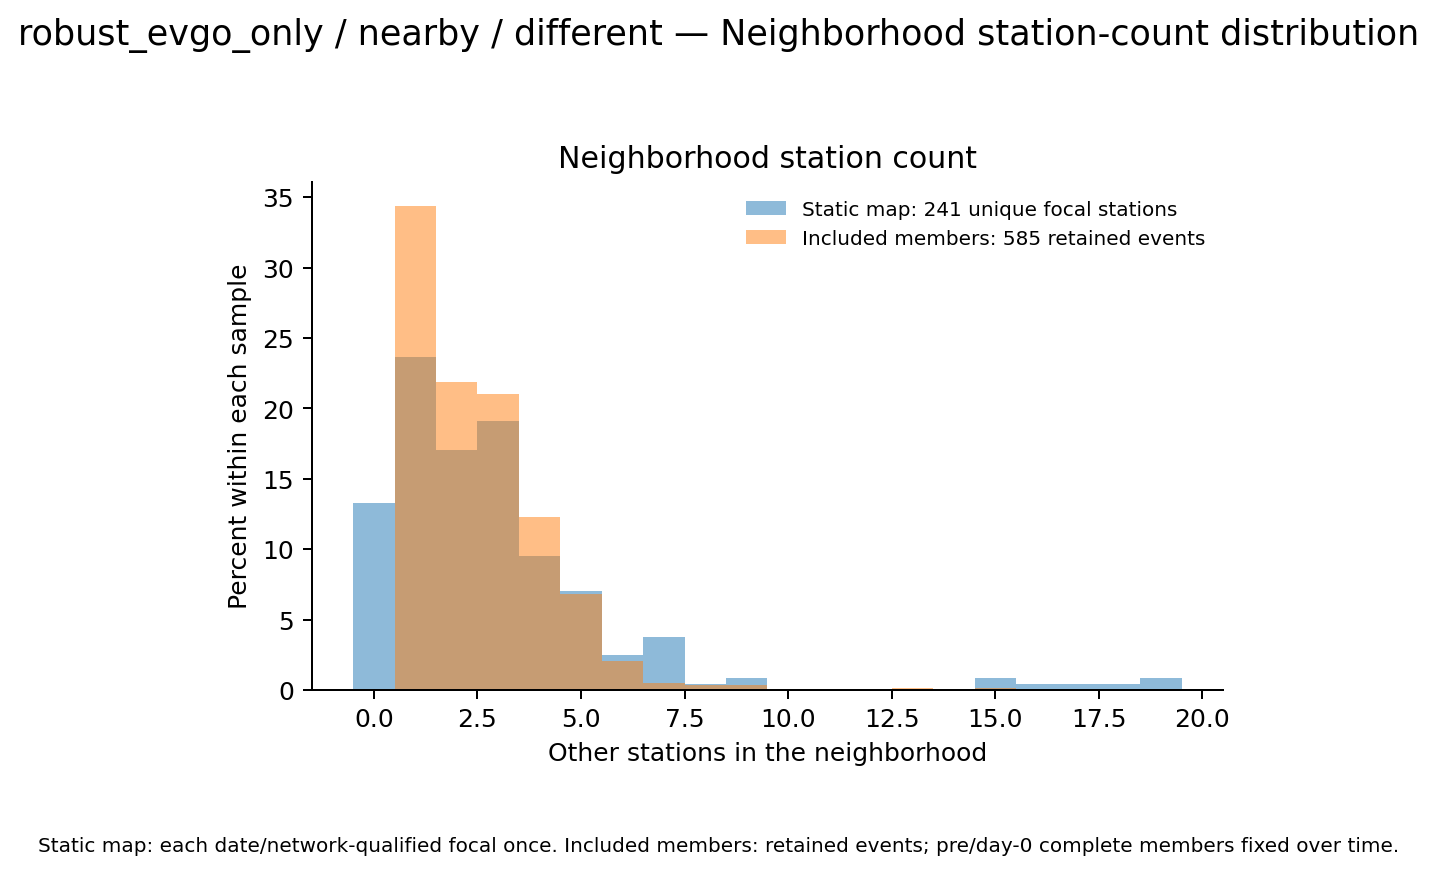 robust_evgo_only / nearby / different — Neighborhood station-count distribution
Neighborhood station count
Static map: 241 unique focal stations
Included members: 585 retained events
Percent within each sample
35
30
25
20
15
10
5
0
0.0 2.5 5.0 7.5 10.0 12.5 15.0 17.5 20.0
Other stations in the neighborhood
Static map: each date/network-qualified focal once. Included members: retained events; pre/day-0 complete members fixed over time.